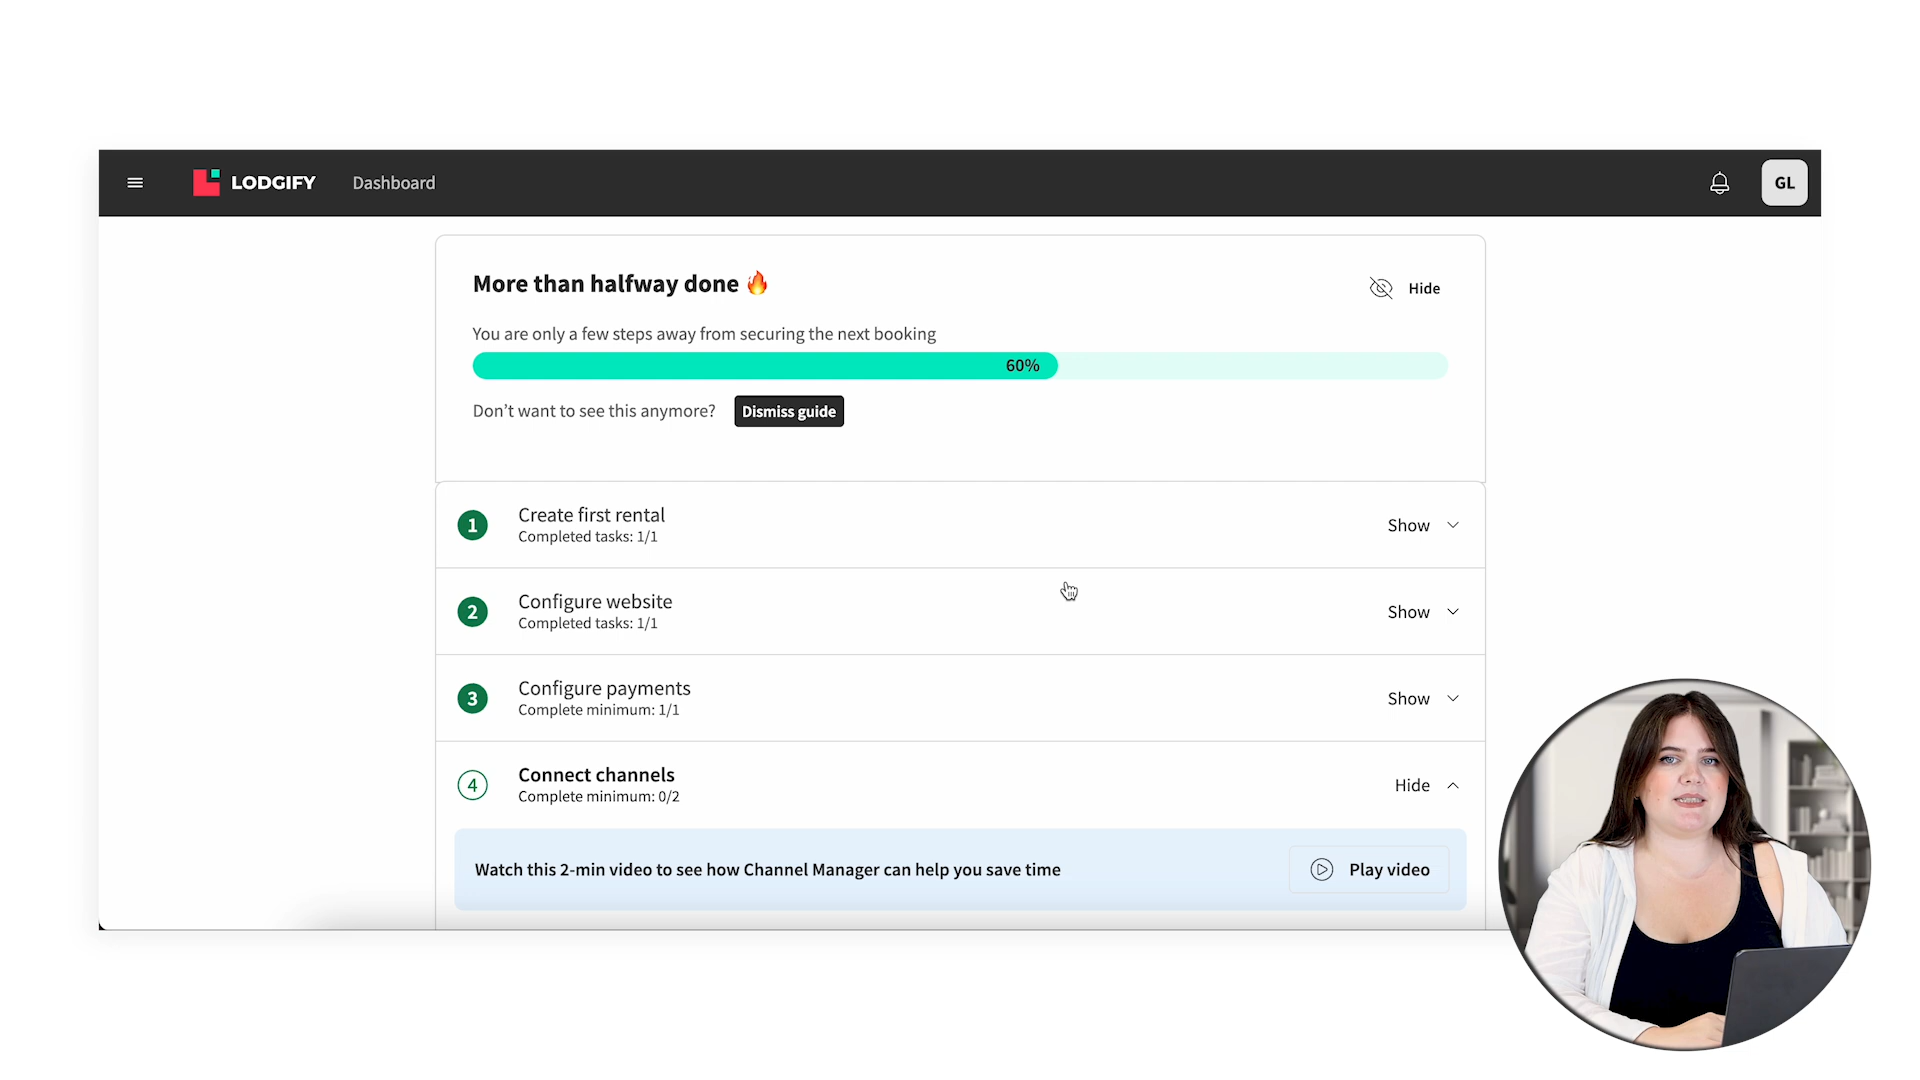 LODGIFY Dashboard GL
More than halfway done 🔥
Hide
You are only a few steps away from securing the next booking
60%
Don’t want to see this anymore? Dismiss guide
1 Create first rental
Completed tasks: 1/1
Show
2 Configure website
Completed tasks: 1/1
Show
3 Configure payments
Complete minimum: 1/1
Show
4 Connect channels
Complete minimum: 0/2
Hide
Watch this 2-min video to see how Channel Manager can help you save time
Play video